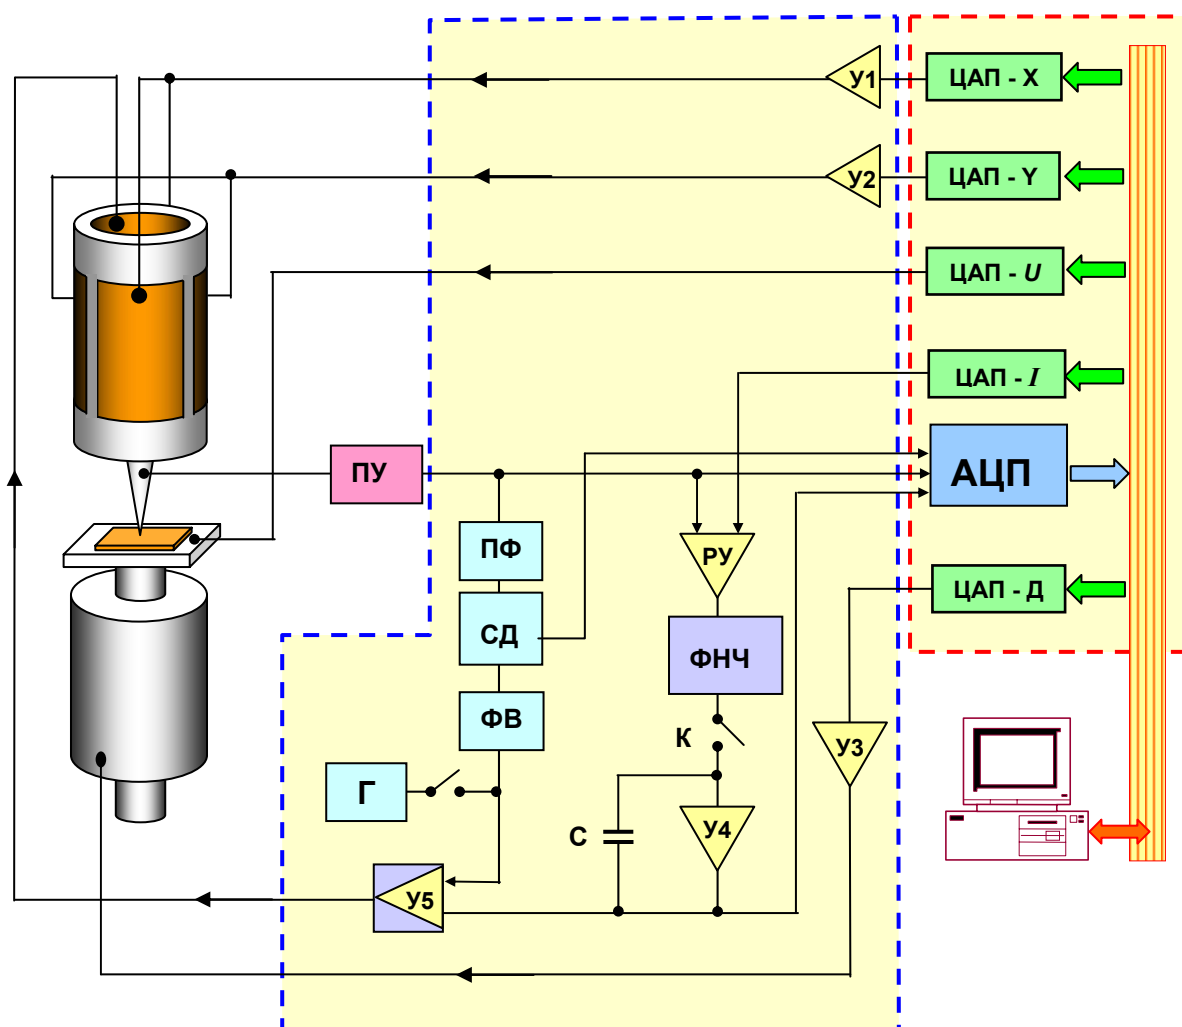 У1
ЦАП - X
У2
ЦАП - Y
ЦАП - U
ЦАП - I
ПУ
АЦП
ПФ
РУ
ЦАП - Д
СД
ФНЧ
ФВ
К
У3
Г
С
У4
У5